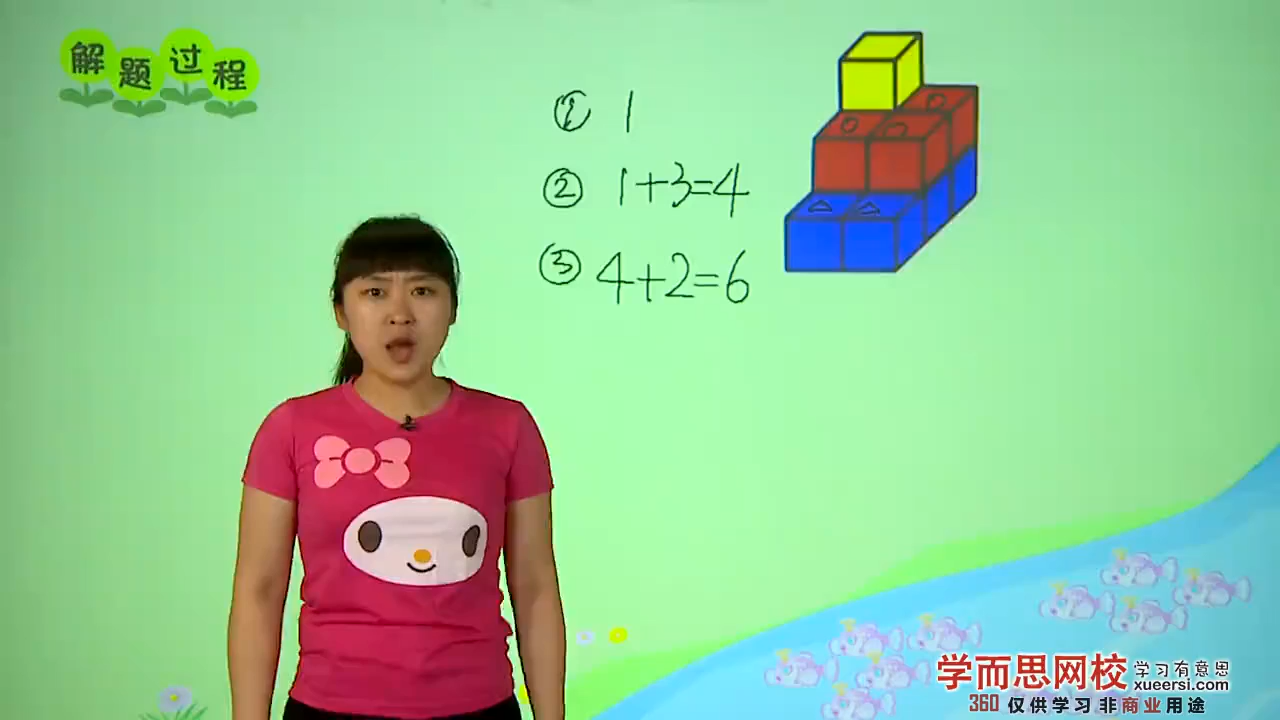 解题过程
① 1
② 1+3=4
③ 4+2=6
学而思网校 学习有意思
xueersi.com
360 仅供学习 非商业用途